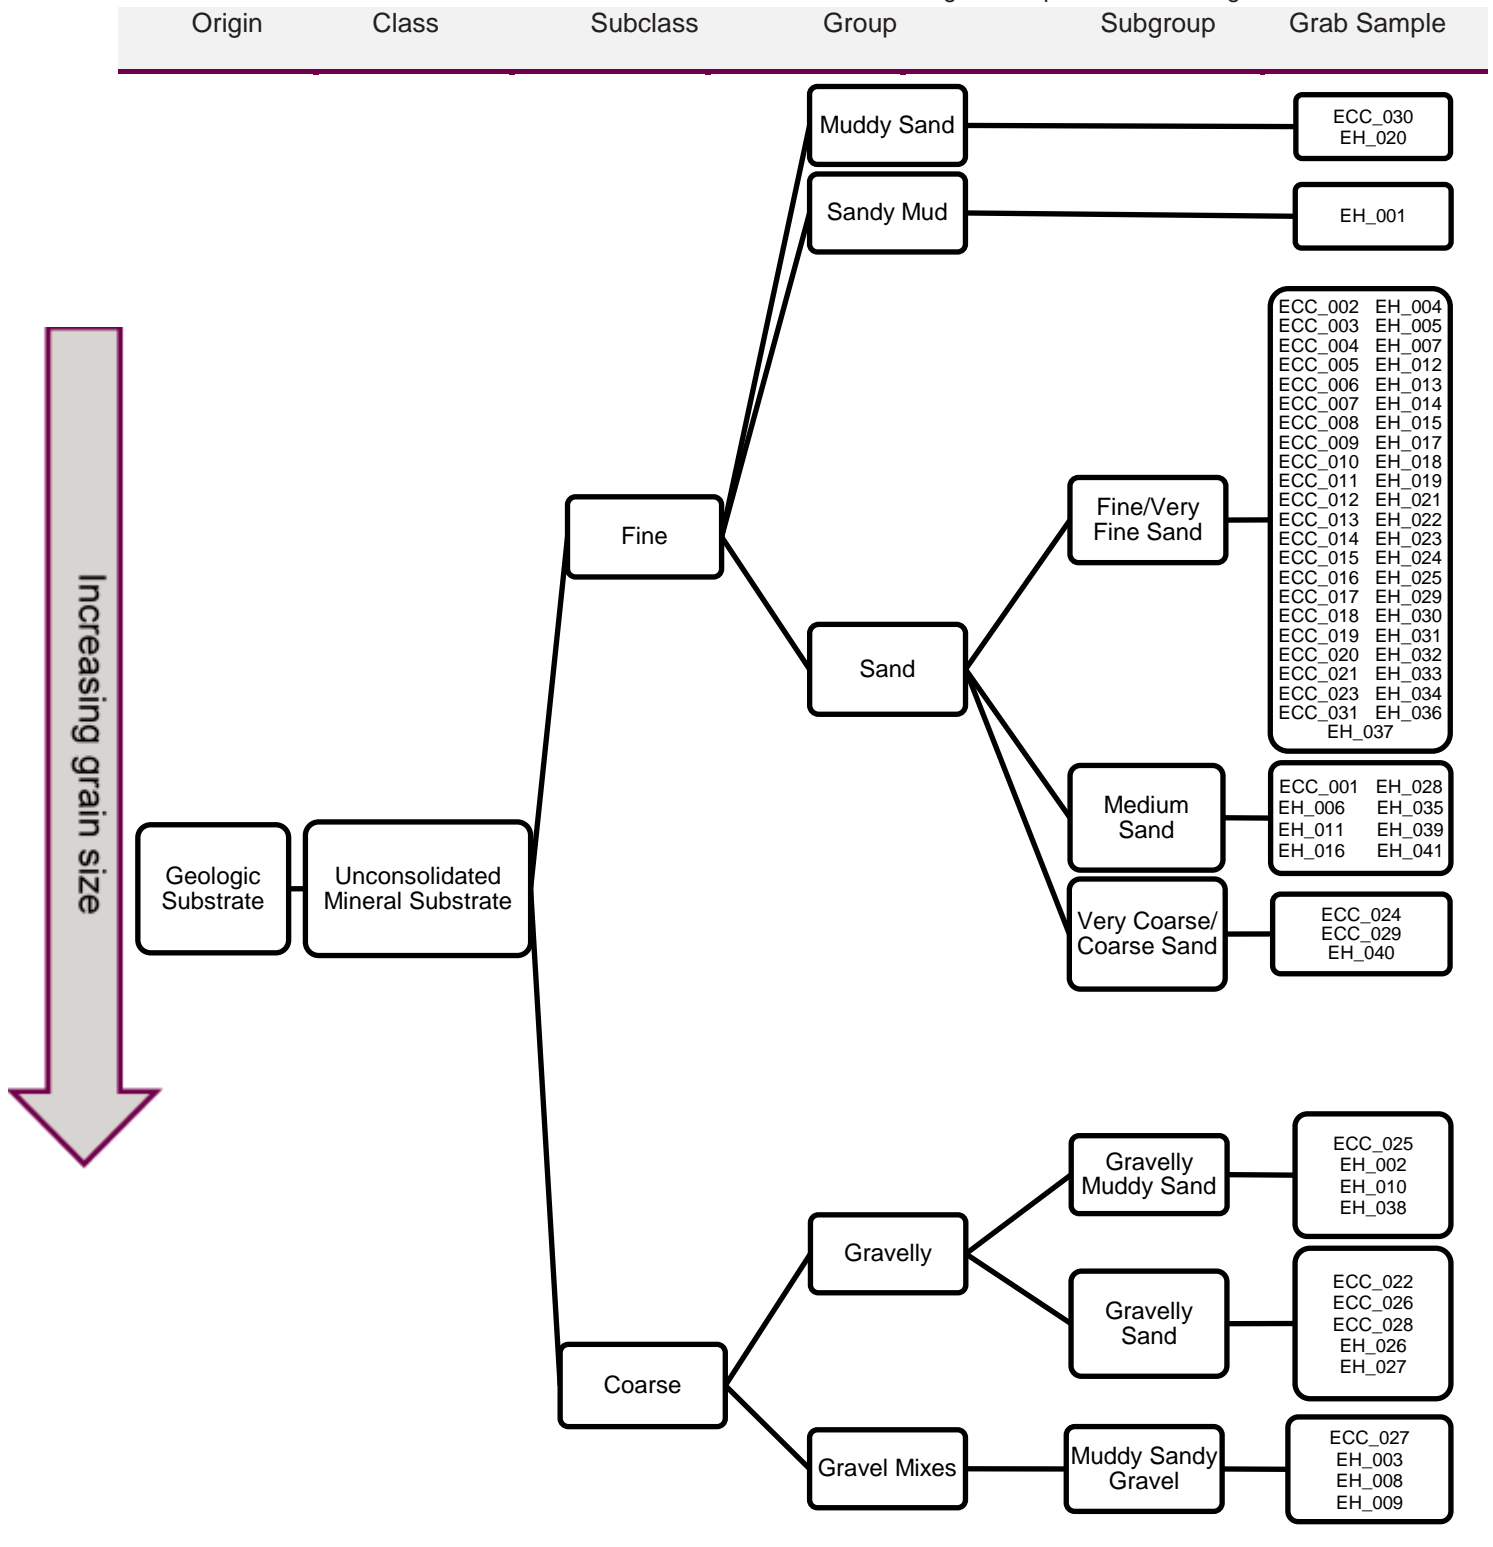 Origin Class Subclass Group Subgroup Grab Sample
Muddy Sand
ECC_030
EH_020
Sandy Mud
EH_001
Increasing grain size
Geologic
Substrate
Unconsolidated
Mineral Substrate
Fine
Sand
Fine/Very
Fine Sand
ECC_002 EH_004
ECC_003 EH_005
ECC_004 EH_007
ECC_005 EH_012
ECC_006 EH_013
ECC_007 EH_014
ECC_008 EH_015
ECC_009 EH_017
ECC_010 EH_018
ECC_011 EH_019
ECC_012 EH_021
ECC_013 EH_022
ECC_014 EH_023
ECC_015 EH_024
ECC_016 EH_025
ECC_017 EH_029
ECC_018 EH_030
ECC_019 EH_031
ECC_020 EH_032
ECC_021 EH_033
ECC_023 EH_034
ECC_031 EH_036
EH_037
Medium
Sand
ECC_001 EH_028
EH_006 EH_035
EH_011 EH_039
EH_016 EH_041
Very Coarse/
Coarse Sand
ECC_024
ECC_029
EH_040
Coarse
Gravelly
Gravelly
Muddy Sand
ECC_025
EH_002
EH_010
EH_038
Gravelly
Sand
ECC_022
ECC_026
ECC_028
EH_026
EH_027
Gravel Mixes
Muddy Sandy
Gravel
ECC_027
EH_003
EH_008
EH_009